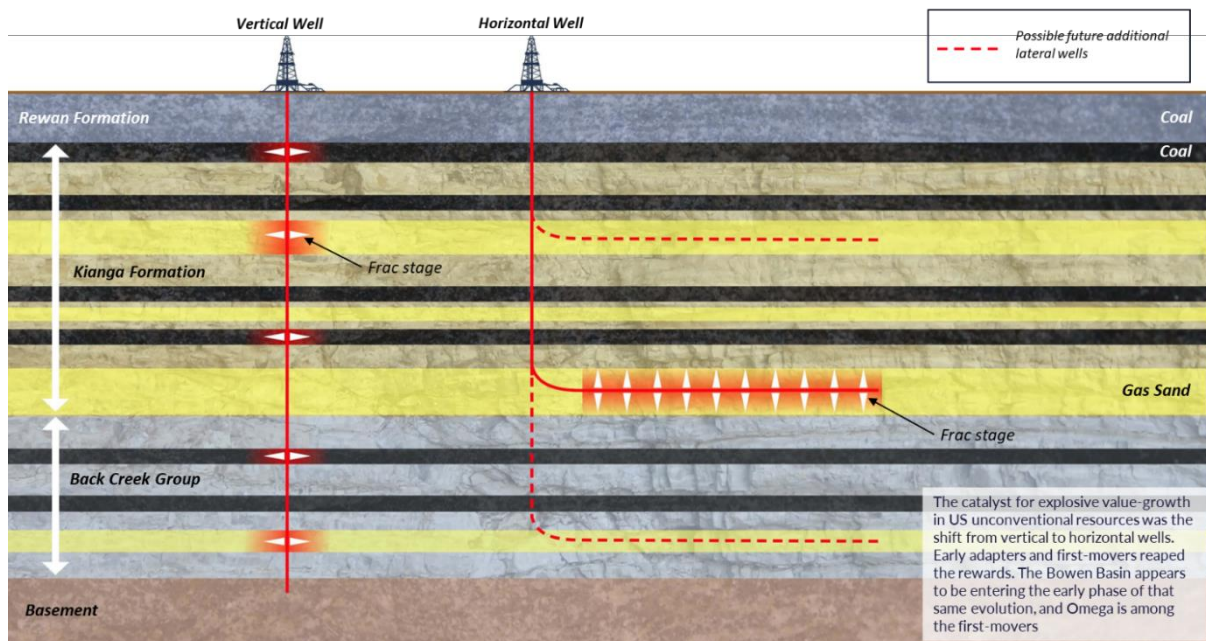 Vertical Well
Horizontal Well
Possible future additional
lateral wells
Rewan Formation
Coal
Coal
Frac stage
Kianga Formation
Gas Sand
Frac stage
Back Creek Group
The catalyst for explosive value-growth
in US unconventional resources was the
shift from vertical to horizontal wells.
Early adapters and first-movers reaped
the rewards. The Bowen Basin appears
to be entering the early phase of that
same evolution, and Omega is among
the first-movers
Basement